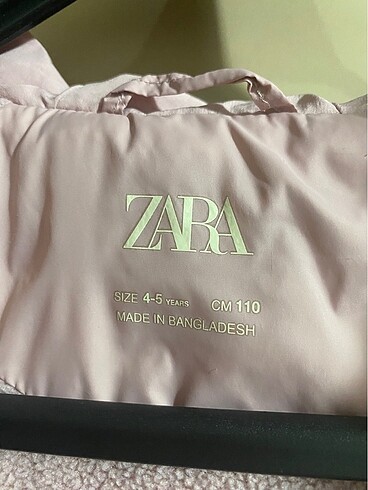 ZARA
SIZE 4-5 YEARS CM 110
MADE IN BANGLADESH